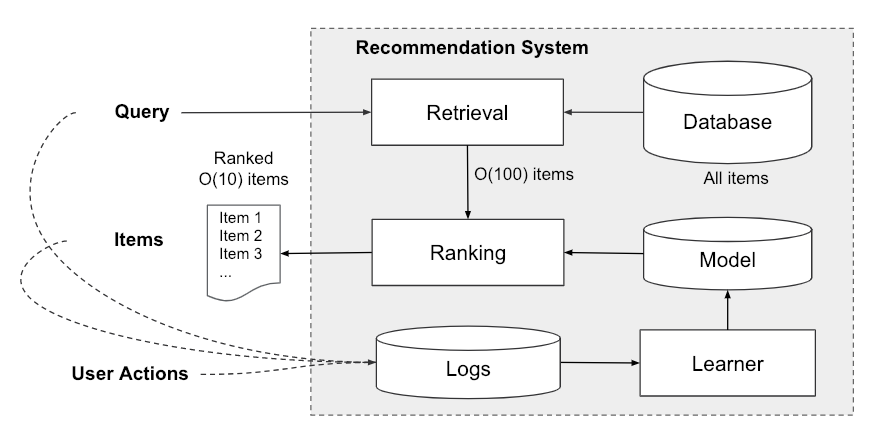 Recommendation System
Query
Retrieval
Database
Ranked
O(10) items
O(100) items
All items
Items
Item 1
Item 2
Item 3
...
Ranking
Model
User Actions
Logs
Learner